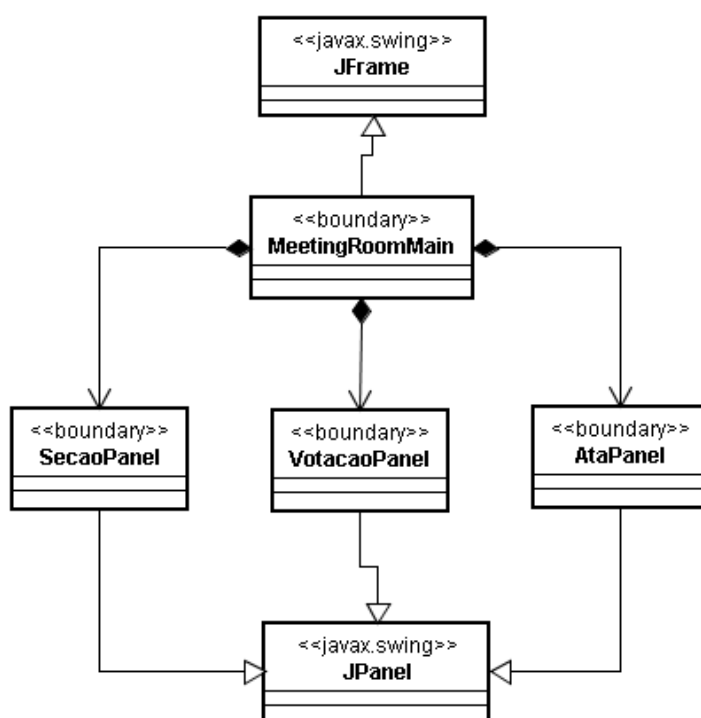 <<javax.swing>>
JFrame
<<boundary>>
MeetingRoomMain
<<boundary>>
SecaoPanel
<<boundary>>
VotacaoPanel
<<boundary>>
AtaPanel
<<javax.swing>>
JPanel